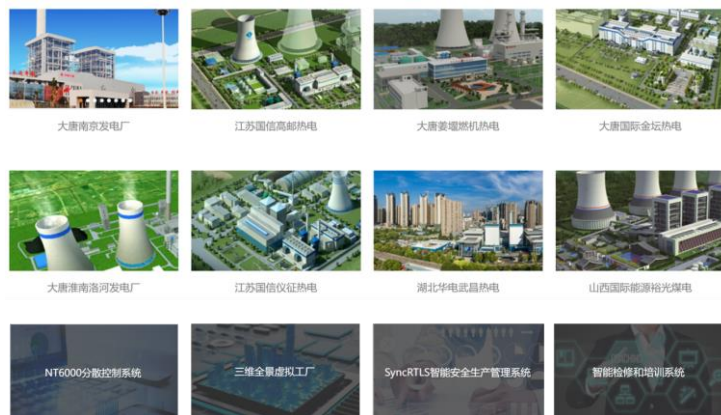 大唐南京发电厂
江苏国信高邮热电
大唐姜堰燃机热电
大唐国际金坛热电
大唐淮南洛河发电厂
江苏国信仪征热电
湖北华电武昌热电
山西国际能源裕光煤电
NT6000分散控制系统
三维全景虚拟工厂
SyncRTLS智能安全生产管理系统
智能检修和培训系统